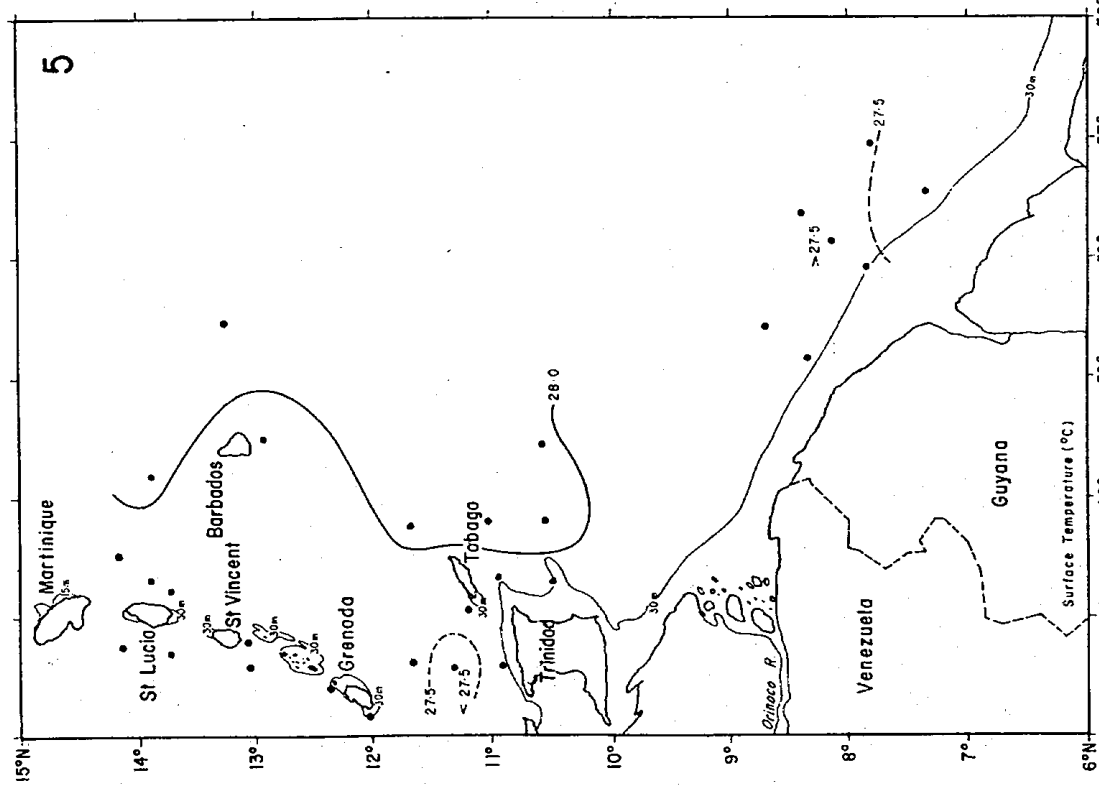 5
Martinique
15m
St Lucia
30m
Barbados
St Vincent
30m
30m
30m
Grenada
30m
27·5
< 27·5
Tobago
30m
Trinidad
28·0
30m
> 27·5
27·5
30m
Orinoco R.
Venezuela
Guyana
Surface Temperature (°C)
15°N
14°
13°
12°
11°
10°
9°
8°
7°
6°N